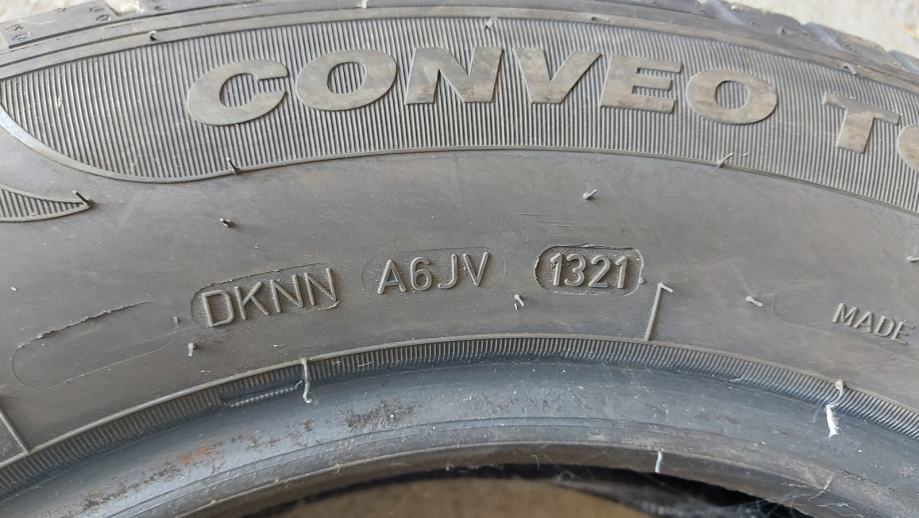 CONVEO T
DKNN A6JV 1321
MADE